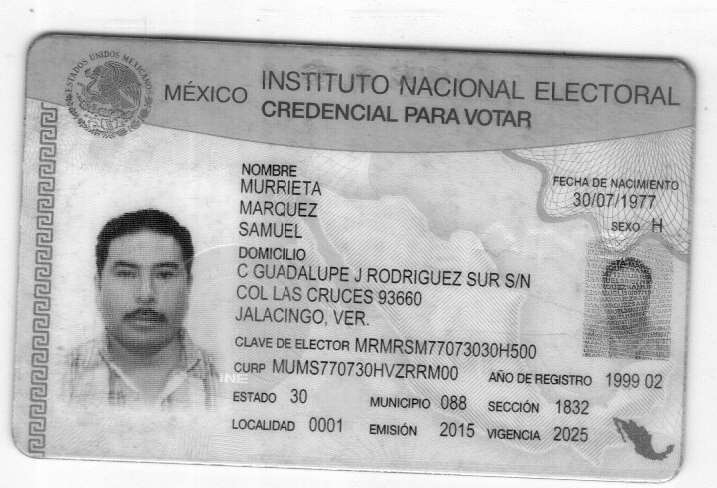 ESTADOS UNIDOS MEXICANOS
MÉXICO INSTITUTO NACIONAL ELECTORAL
CREDENCIAL PARA VOTAR
NOMBRE
MURRIETA
MARQUEZ
SAMUEL
FECHA DE NACIMIENTO
30/07/1977
SEXO H
DOMICILIO
C GUADALUPE J RODRIGUEZ SUR S/N
COL LAS CRUCES 93660
JALACINGO, VER.
CLAVE DE ELECTOR MRMRSM77073030H500
CURP MUMS770730HVZRRM00 AÑO DE REGISTRO 1999 02
ESTADO 30 MUNICIPIO 088 SECCIÓN 1832
LOCALIDAD 0001 EMISIÓN 2015 VIGENCIA 2025
INE